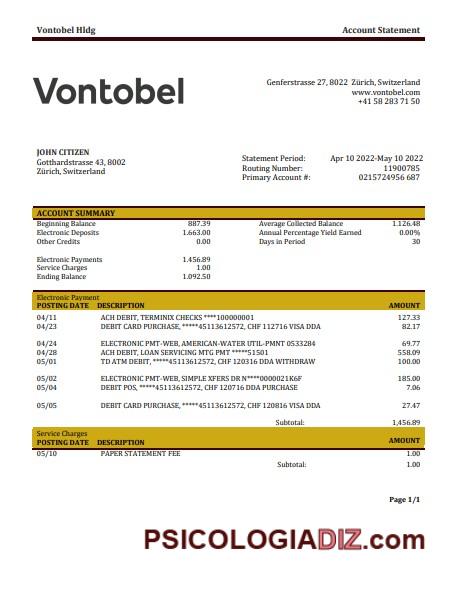 Vontobel Hldg Account Statement
Vontobel
Genferstrasse 27, 8022 Zürich, Switzerland
www.vontobel.com
+41 58 283 71 50
JOHN CITIZEN
Gotthardstrasse 43, 8002
Zürich, Switzerland
Statement Period: Apr 10 2022-May 10 2022
Routing Number: 11900785
Primary Account #: 0215724956 687
ACCOUNT SUMMARY
Beginning Balance 887.39 Average Collected Balance 1.126.48
Electronic Deposits 1.663.00 Annual Percentage Yield Earned 0.00%
Other Credits 0.00 Days in Period 30
Electronic Payments 1.456.89
Service Charges 1.00
Ending Balance 1.092.50
Electronic Payment
POSTING DATE DESCRIPTION AMOUNT
04/11 ACH DEBIT, TERMINIX CHECKS ****100000001 127.33
04/23 DEBIT CARD PURCHASE, *****45113612572, CHF 112716 VISA DDA 82.17
04/24 ELECTRONIC PMT-WEB, AMERICAN-WATER UTIL-PMNT 0533284 69.77
04/28 ACH DEBIT, LOAN SERVICING MTG PMT *****51501 558.09
05/01 TD ATM DEBIT, *****45113612572, CHF 120316 DDA WITHDRAW 100.00
05/02 ELECTRONIC PMT-WEB, SIMPLE XFERS DR N****0000021K6F 185.00
05/04 DEBIT POS, *****45113612572, CHF 120716 DDA PURCHASE 7.06
05/05 DEBIT CARD PURCHASE, *****45113612572, CHF 120816 VISA DDA 27.47
Subtotal: 1,456.89
Service Charges
POSTING DATE DESCRIPTION AMOUNT
05/10 PAPER STATEMENT FEE 1.00
Subtotal: 1.00
Page 1/1
PSICOLOGIADIZ.com